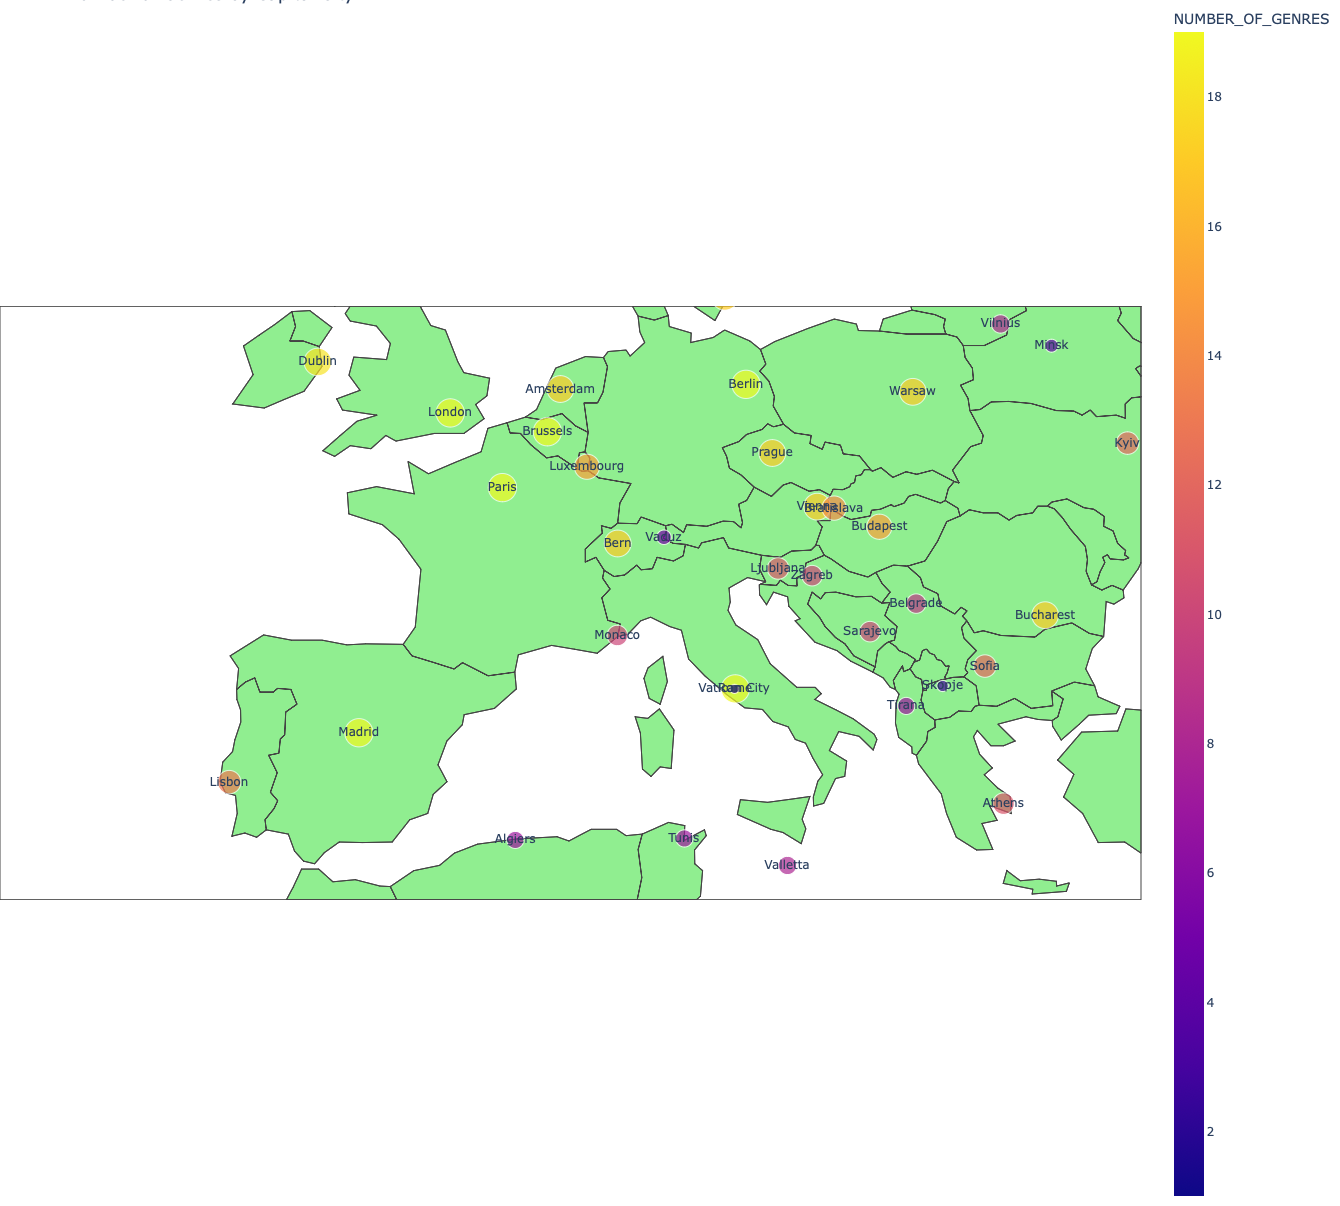 NUMBER_OF_GENRES
18
16
14
12
10
8
6
4
2
Vilnius
Minsk
Dublin
Amsterdam
Berlin
Warsaw
London
Brussels
Kyiv
Prague
Luxembourg
Paris
Vienna
Bratislava
Budapest
Bern
Vaduz
Ljubljana
Zagreb
Belgrade
Bucharest
Monaco
Sarajevo
Sofia
Vatican City
Rome
Skopje
Tirana
Madrid
Lisbon
Athens
Algiers
Tunis
Valletta